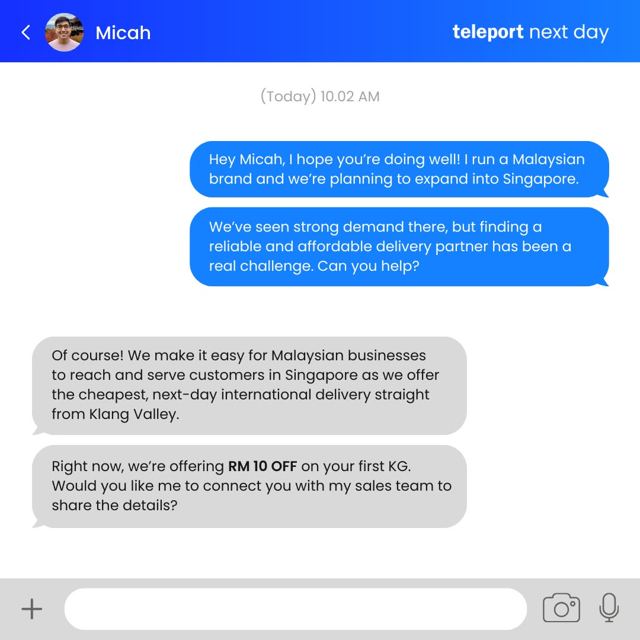 Micah
teleport next day
(Today) 10.02 AM
Hey Micah, I hope you're doing well! I run a Malaysian
brand and we're planning to expand into Singapore.
We've seen strong demand there, but finding a
reliable and affordable delivery partner has been a
real challenge. Can you help?
Of course! We make it easy for Malaysian businesses
to reach and serve customers in Singapore as we offer
the cheapest, next-day international delivery straight
from Klang Valley.
Right now, we're offering RM 10 OFF on your first KG.
Would you like me to connect you with my sales team to
share the details?